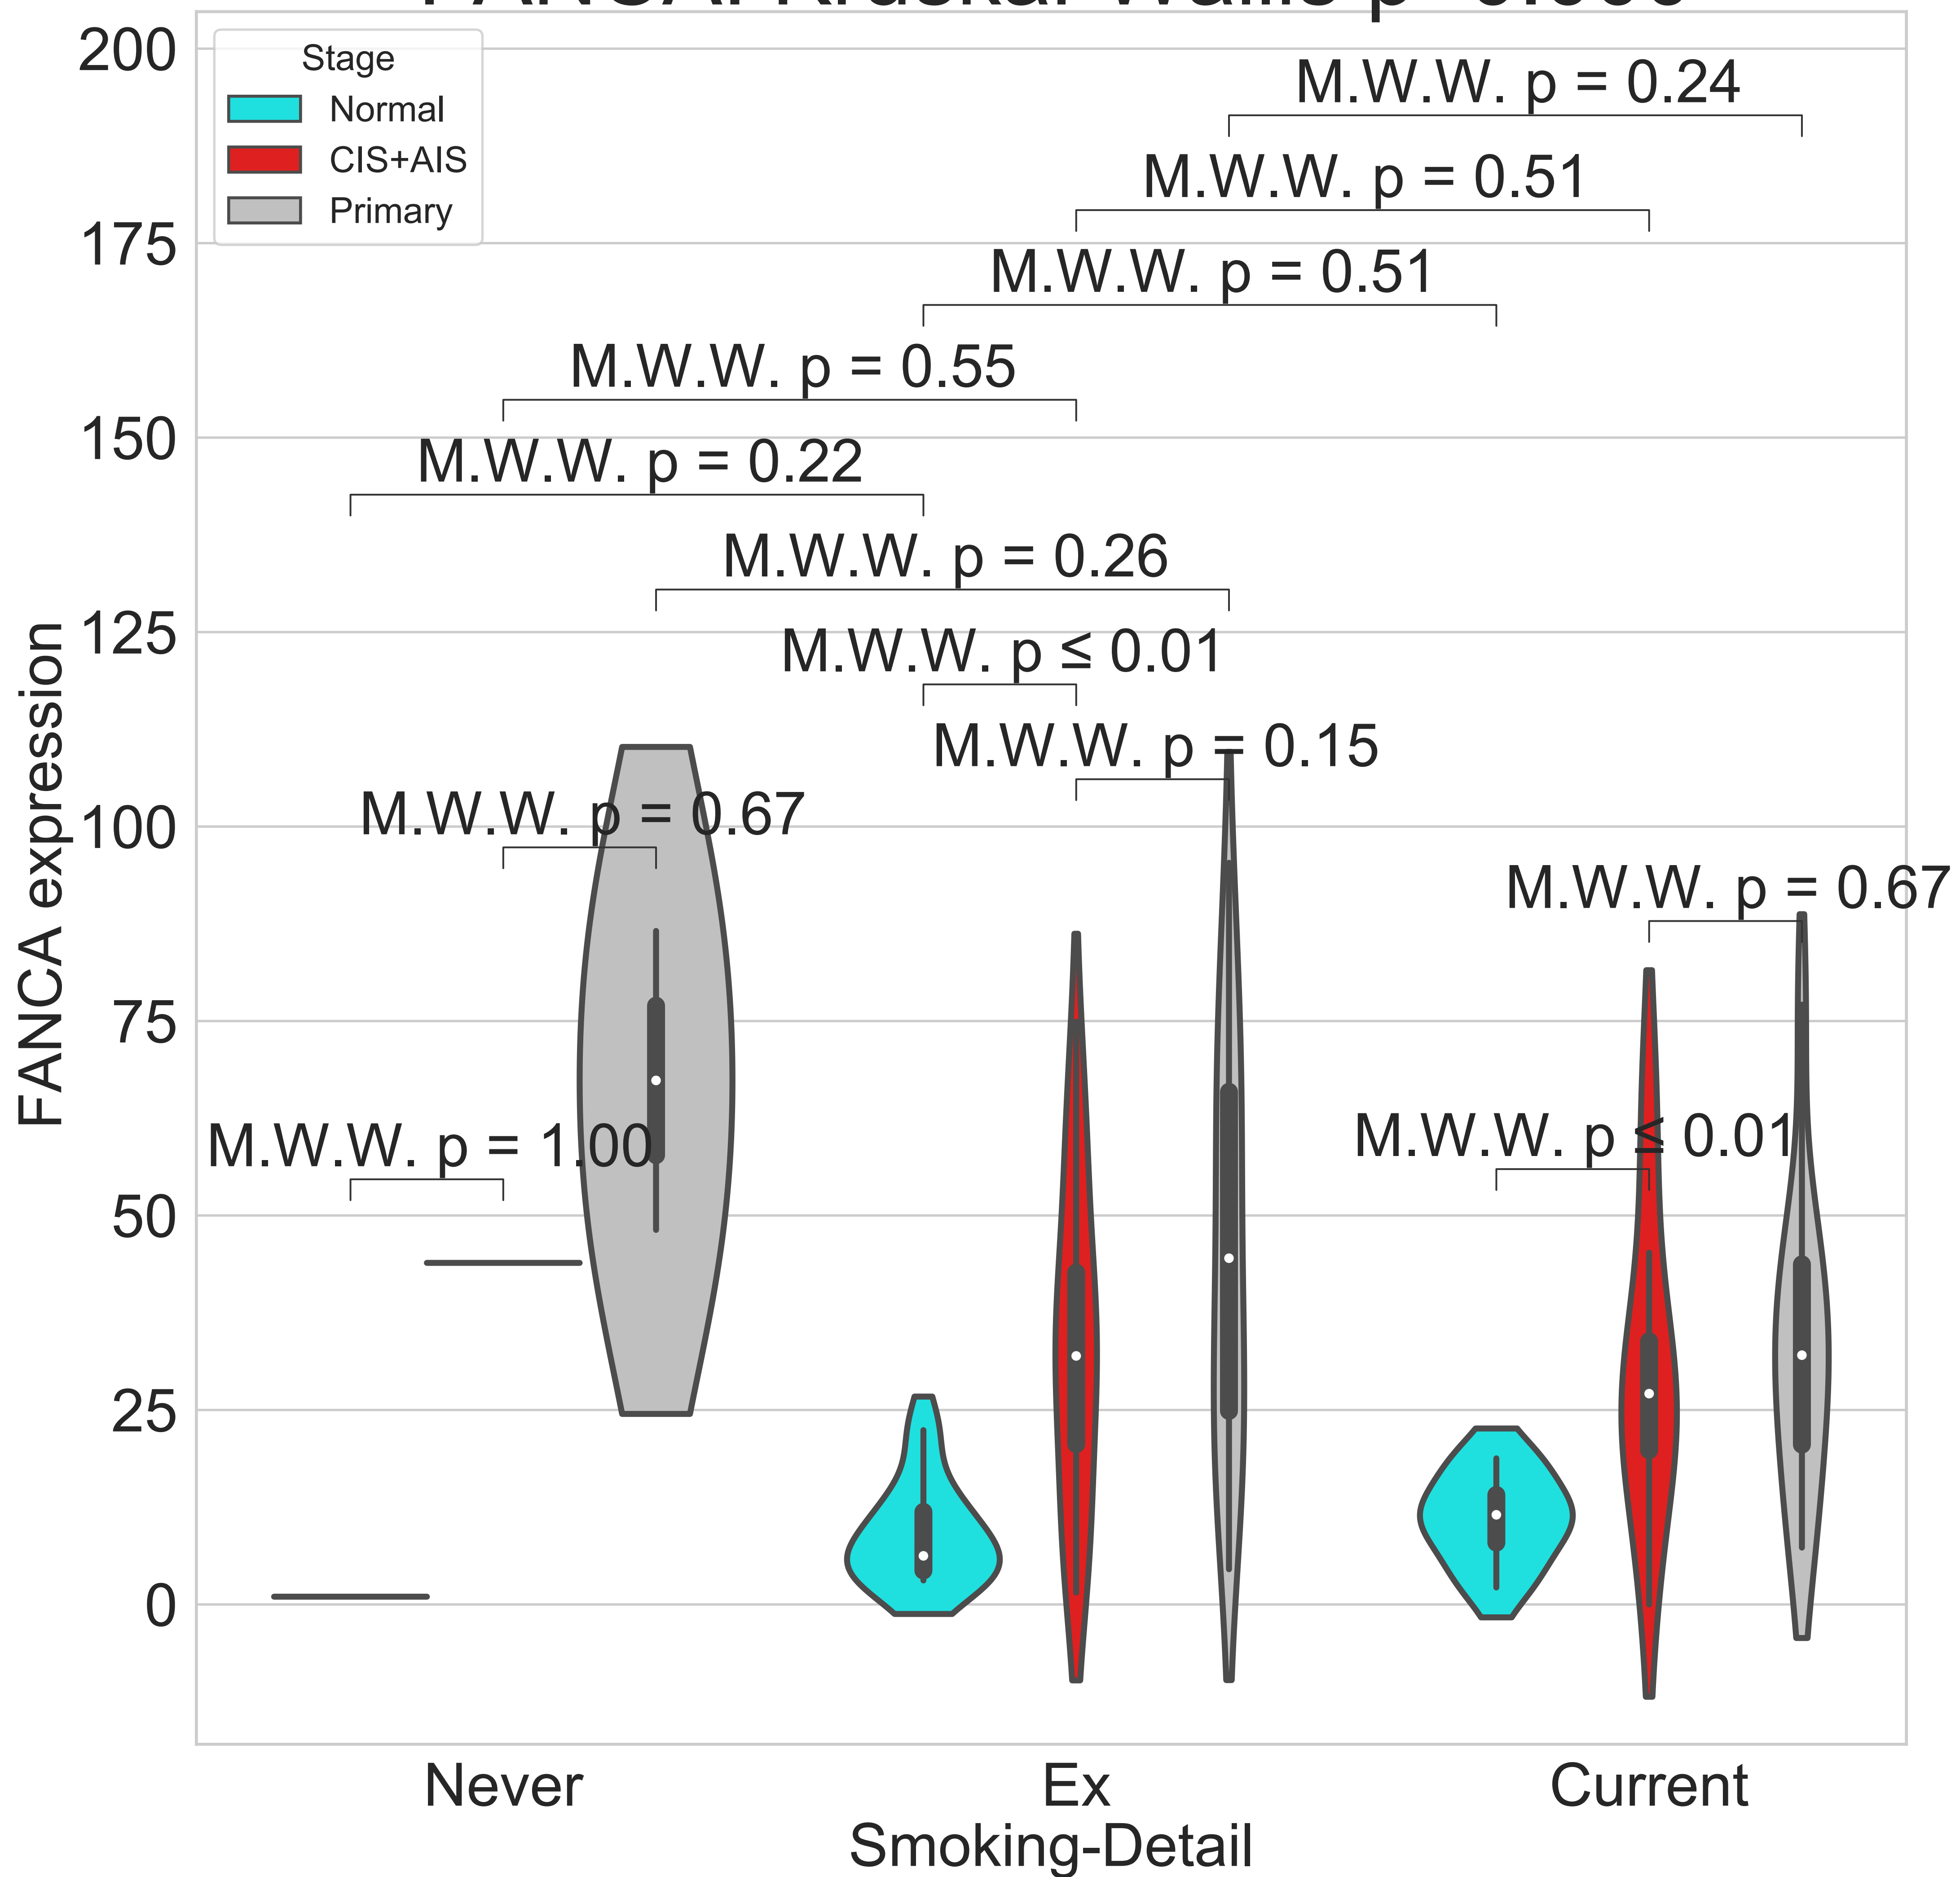 200
175
150
125
100
75
50
25
0
FANCA expression
Stage
Normal
CIS+AIS
Primary
M.W.W. p = 0.24
M.W.W. p = 0.51
M.W.W. p = 0.51
M.W.W. p = 0.55
M.W.W. p = 0.22
M.W.W. p = 0.26
M.W.W. p ≤ 0.01
M.W.W. p = 0.15
M.W.W. p = 0.67
M.W.W. p = 0.67
M.W.W. p = 1.00
M.W.W. p ≤ 0.01
Never
Ex
Current
Smoking-Detail